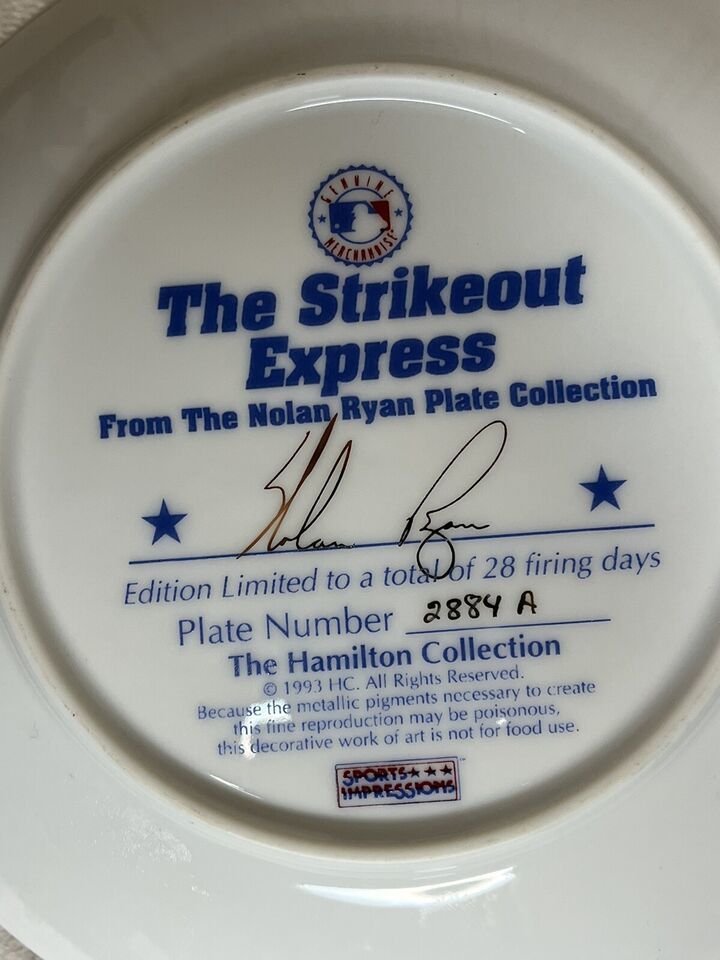 GENUINE
MERCHANDISE
The Strikeout
Express
From The Nolan Ryan Plate Collection
Nolan Ryan
Edition Limited to a total of 28 firing days
Plate Number 2884 A
The Hamilton Collection
© 1993 HC. All Rights Reserved.
Because the metallic pigments necessary to create
this fine reproduction may be poisonous,
this decorative work of art is not for food use.
SPORTS
IMPRESSIONS